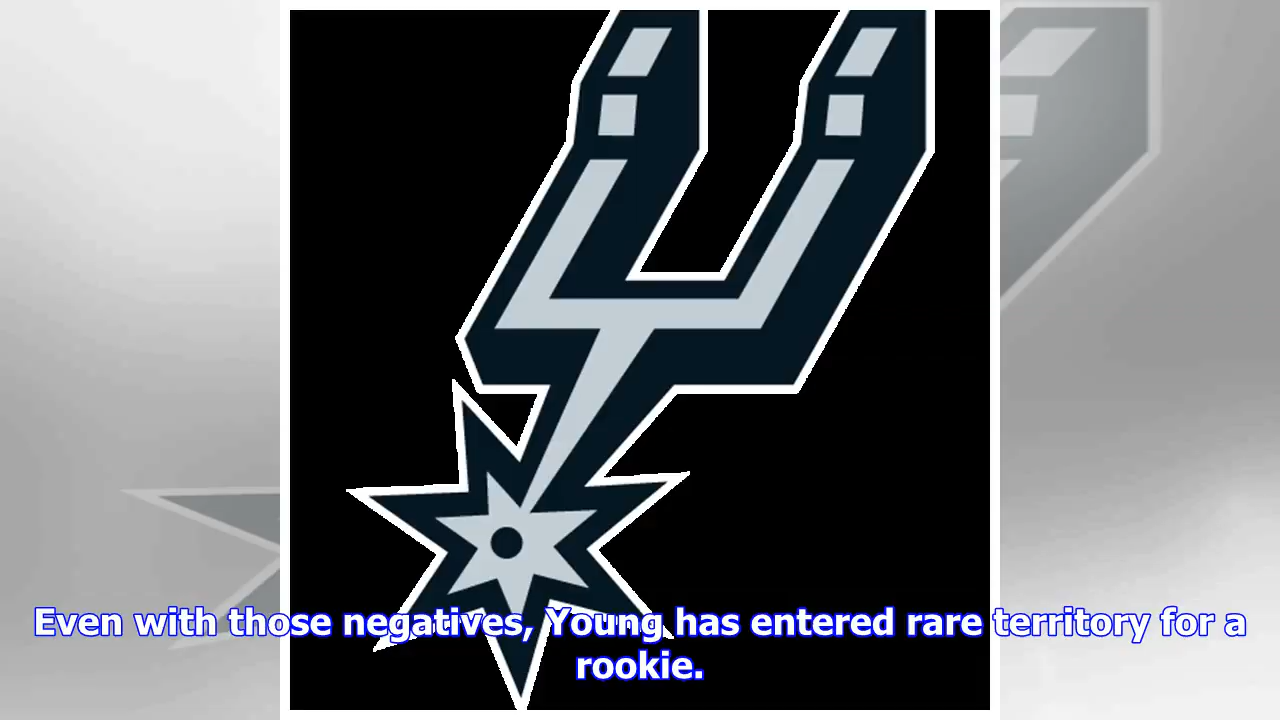 Even with those negatives, Young has entered rare territory for a
rookie.